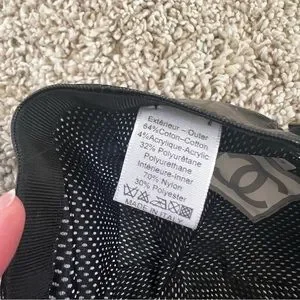 Extérieur – Outer
64%Coton–Cotton
4%Acrylique-Acrylic
32% Polyuréthane
Polyurethane
Intérieure-Inner
70% Nylon
30% Polyester
MADE IN ITALY